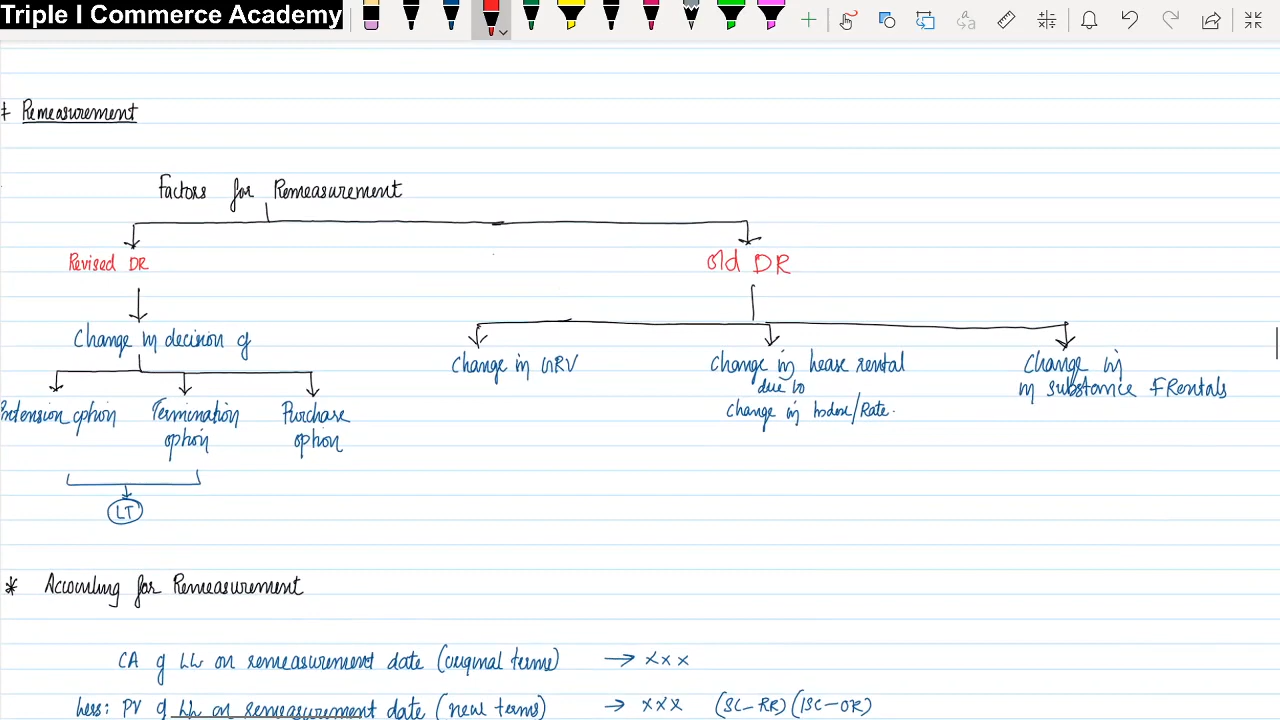 Triple I Commerce Academy
* Remeasurement
Factors for Remeasurement
Revised DR
Old DR
Change in decision of
Extension option
Termination option
Purchase option
LT
Change in GRV
Change in Lease rental
due to
change in Index/Rate.
Change in
in substance F Rentals
* Accounting for Remeasurement
CA of LL on remeasurement date (original terms) → xxx
Less: PV of LL on remeasurement date (new terms) → xxx (3C-RR) (3C-OR)